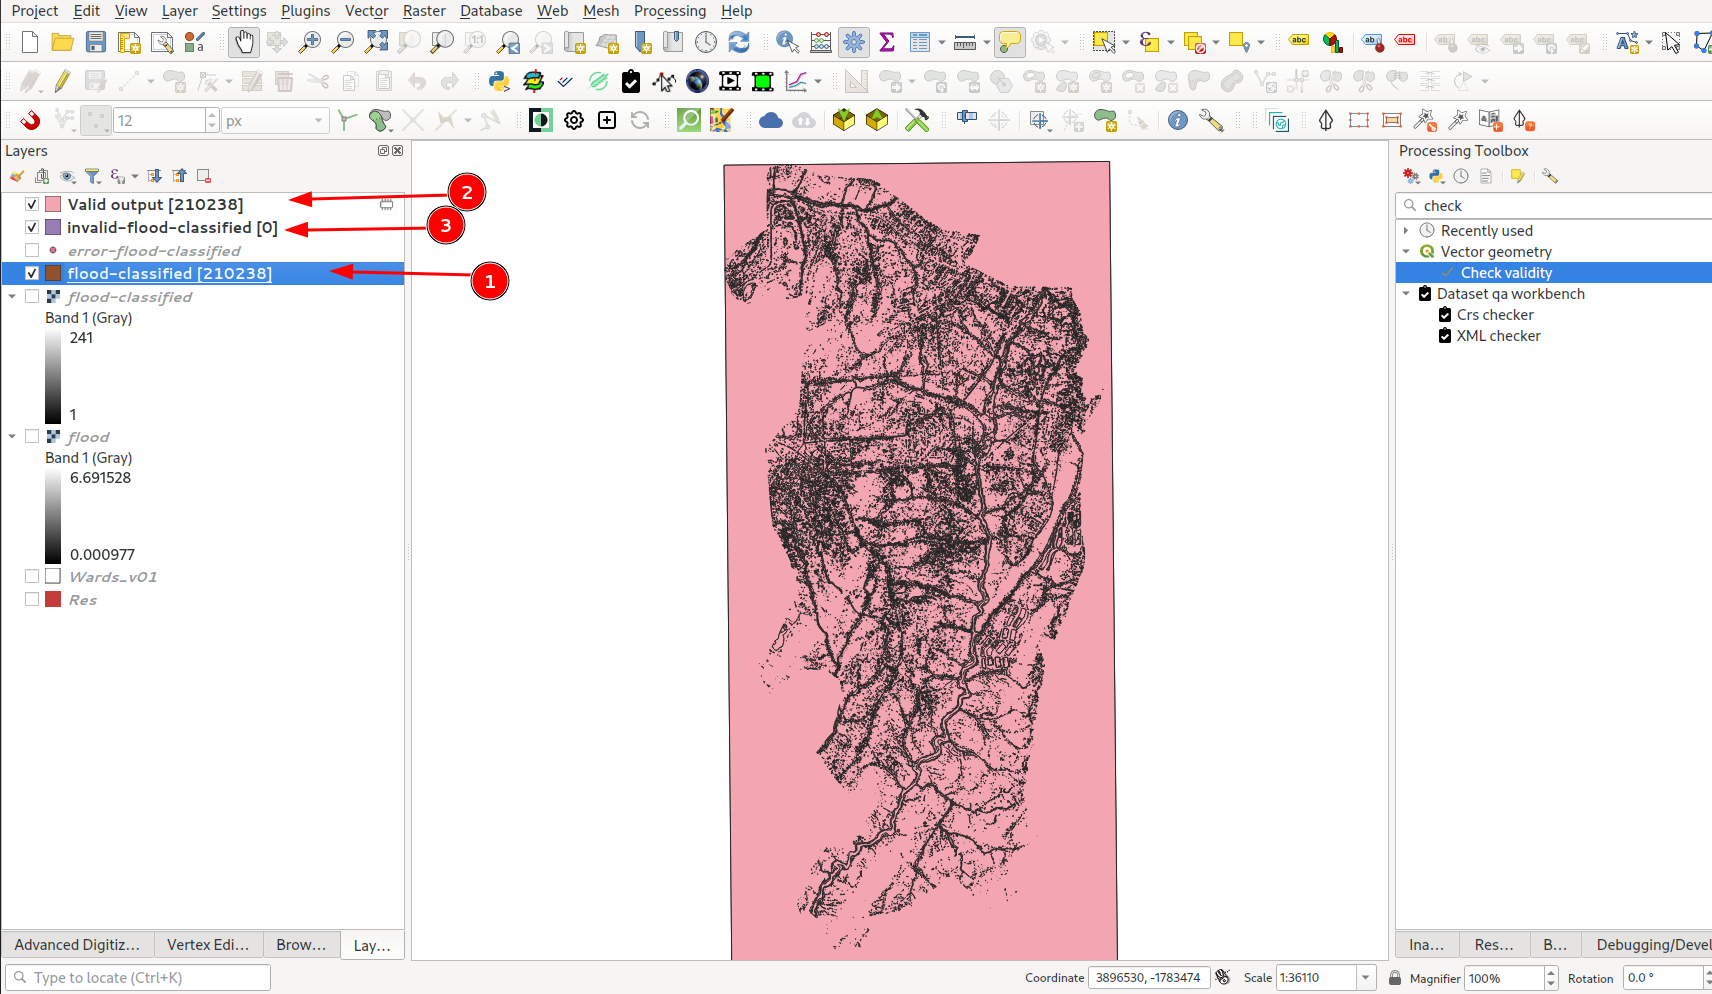 Project Edit View Layer Settings Plugins Vector Raster Database Web Mesh Processing Help
12 px
Layers
Valid output [210238]
2
invalid-flood-classified [0]
3
error-flood-classified
flood-classified [210238]
1
flood-classified
Band 1 (Gray)
241
1
flood
Band 1 (Gray)
6.691528
0.000977
Wards_v01
Res
Processing Toolbox
check
Recently used
Vector geometry
Check validity
Dataset qa workbench
Crs checker
XML checker
Advanced Digitiz... Vertex Edi... Brow... Lay...
Ina... Res... B... Debugging/Devel
Type to locate (Ctrl+K)
Coordinate 3896530, -1783474 Scale 1:36110 Magnifier 100% Rotation 0.0 °